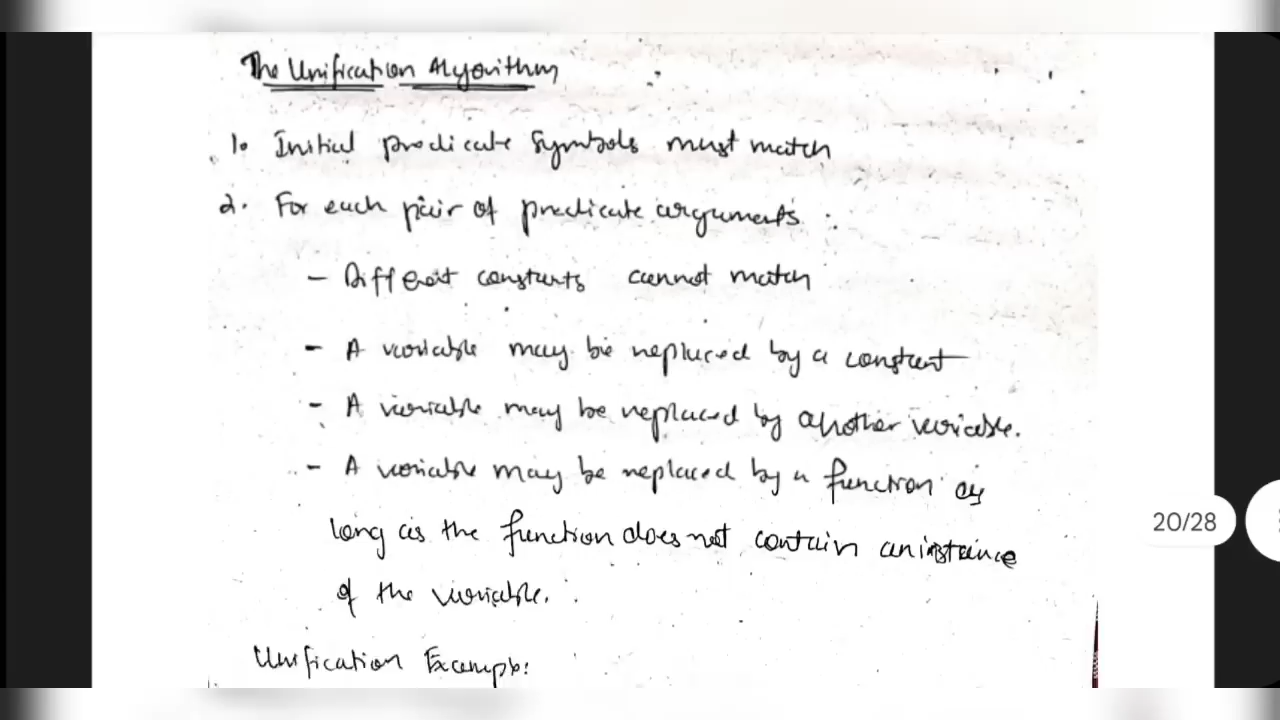 The Unification Algorithm
1. Initial predicate symbols must match
2. For each pair of predicate arguments :
- Different constants cannot match
- A variable may be replaced by a constant
- A variable may be replaced by another variable.
- A variable may be replaced by a function as
long as the function does not contain an instance
of the variable.
20/28
Unification Example: